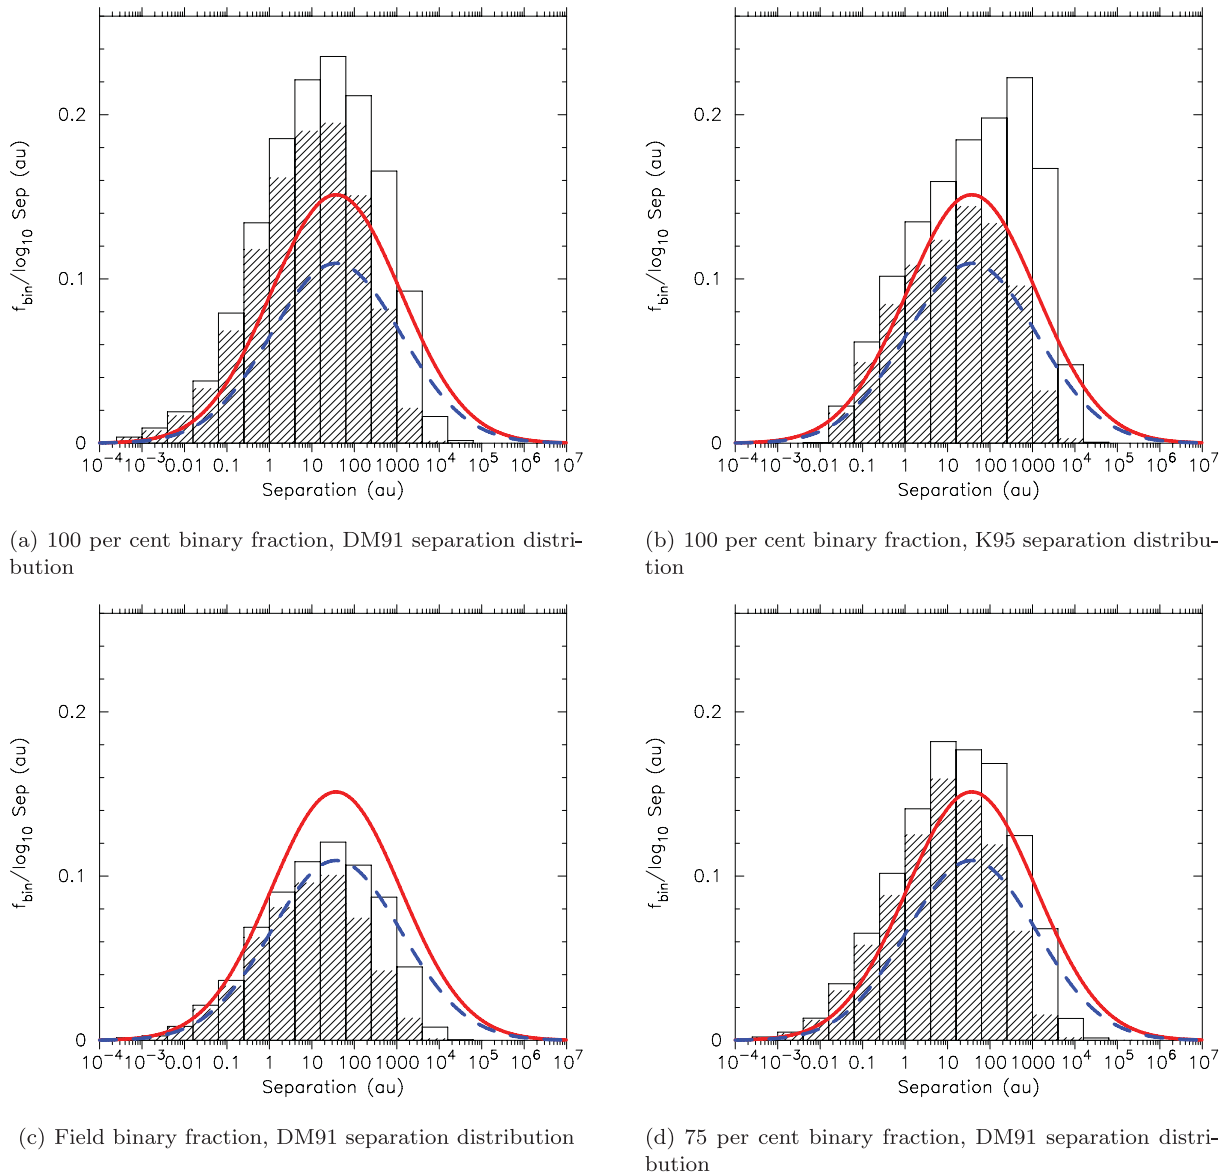 0.2
0.1
0
f_bin/log_10 Sep (au)
10^-4 10^-3 0.01 0.1 1 10 100 1000 10^4 10^5 10^6 10^7
Separation (au)
(a) 100 per cent binary fraction, DM91 separation distri-
bution
0.2
0.1
0
f_bin/log_10 Sep (au)
10^-4 10^-3 0.01 0.1 1 10 100 1000 10^4 10^5 10^6 10^7
Separation (au)
(b) 100 per cent binary fraction, K95 separation distribu-
tion
0.2
0.1
0
f_bin/log_10 Sep (au)
10^-4 10^-3 0.01 0.1 1 10 100 1000 10^4 10^5 10^6 10^7
Separation (au)
(c) Field binary fraction, DM91 separation distribution
0.2
0.1
0
f_bin/log_10 Sep (au)
10^-4 10^-3 0.01 0.1 1 10 100 1000 10^4 10^5 10^6 10^7
Separation (au)
(d) 75 per cent binary fraction, DM91 separation distri-
bution